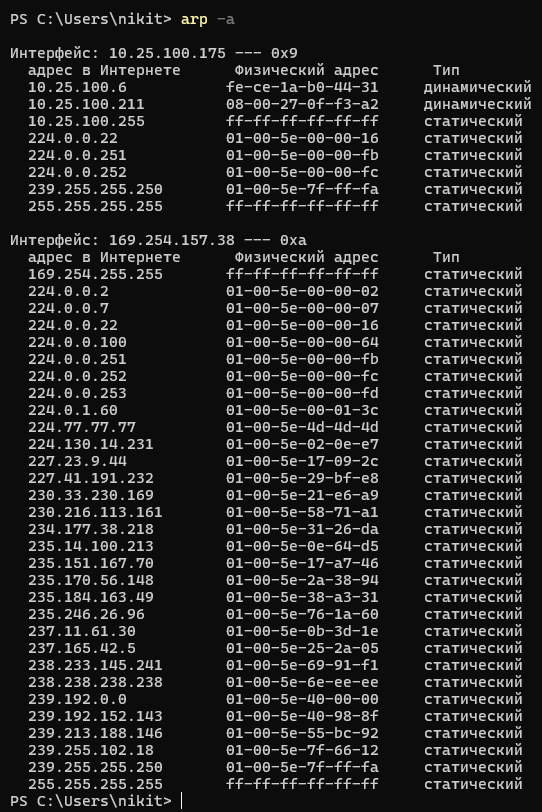 PS C:\Users\nikit> arp -a
Интерфейс: 10.25.100.175 --- 0x9
адрес в Интернете Физический адрес Тип
10.25.100.6 fe-ce-1a-b0-44-31 динамический
10.25.100.211 08-00-27-0f-f3-a2 динамический
10.25.100.255 ff-ff-ff-ff-ff-ff статический
224.0.0.22 01-00-5e-00-00-16 статический
224.0.0.251 01-00-5e-00-00-fb статический
224.0.0.252 01-00-5e-00-00-fc статический
239.255.255.250 01-00-5e-7f-ff-fa статический
255.255.255.255 ff-ff-ff-ff-ff-ff статический
Интерфейс: 169.254.157.38 --- 0xa
адрес в Интернете Физический адрес Тип
169.254.255.255 ff-ff-ff-ff-ff-ff статический
224.0.0.2 01-00-5e-00-00-02 статический
224.0.0.7 01-00-5e-00-00-07 статический
224.0.0.22 01-00-5e-00-00-16 статический
224.0.0.100 01-00-5e-00-00-64 статический
224.0.0.251 01-00-5e-00-00-fb статический
224.0.0.252 01-00-5e-00-00-fc статический
224.0.0.253 01-00-5e-00-00-fd статический
224.0.1.60 01-00-5e-00-01-3c статический
224.77.77.77 01-00-5e-4d-4d-4d статический
224.130.14.231 01-00-5e-02-0e-e7 статический
227.23.9.44 01-00-5e-17-09-2c статический
227.41.191.232 01-00-5e-29-bf-e8 статический
230.33.230.169 01-00-5e-21-e6-a9 статический
230.216.113.161 01-00-5e-58-71-a1 статический
234.177.38.218 01-00-5e-31-26-da статический
235.14.100.213 01-00-5e-0e-64-d5 статический
235.151.167.70 01-00-5e-17-a7-46 статический
235.170.56.148 01-00-5e-2a-38-94 статический
235.184.163.49 01-00-5e-38-a3-31 статический
235.246.26.96 01-00-5e-76-1a-60 статический
237.11.61.30 01-00-5e-0b-3d-1e статический
237.165.42.5 01-00-5e-25-2a-05 статический
238.233.145.241 01-00-5e-69-91-f1 статический
238.238.238.238 01-00-5e-6e-ee-ee статический
239.192.0.0 01-00-5e-40-00-00 статический
239.192.152.143 01-00-5e-40-98-8f статический
239.213.188.146 01-00-5e-55-bc-92 статический
239.255.102.18 01-00-5e-7f-66-12 статический
239.255.255.250 01-00-5e-7f-ff-fa статический
255.255.255.255 ff-ff-ff-ff-ff-ff статический
PS C:\Users\nikit>